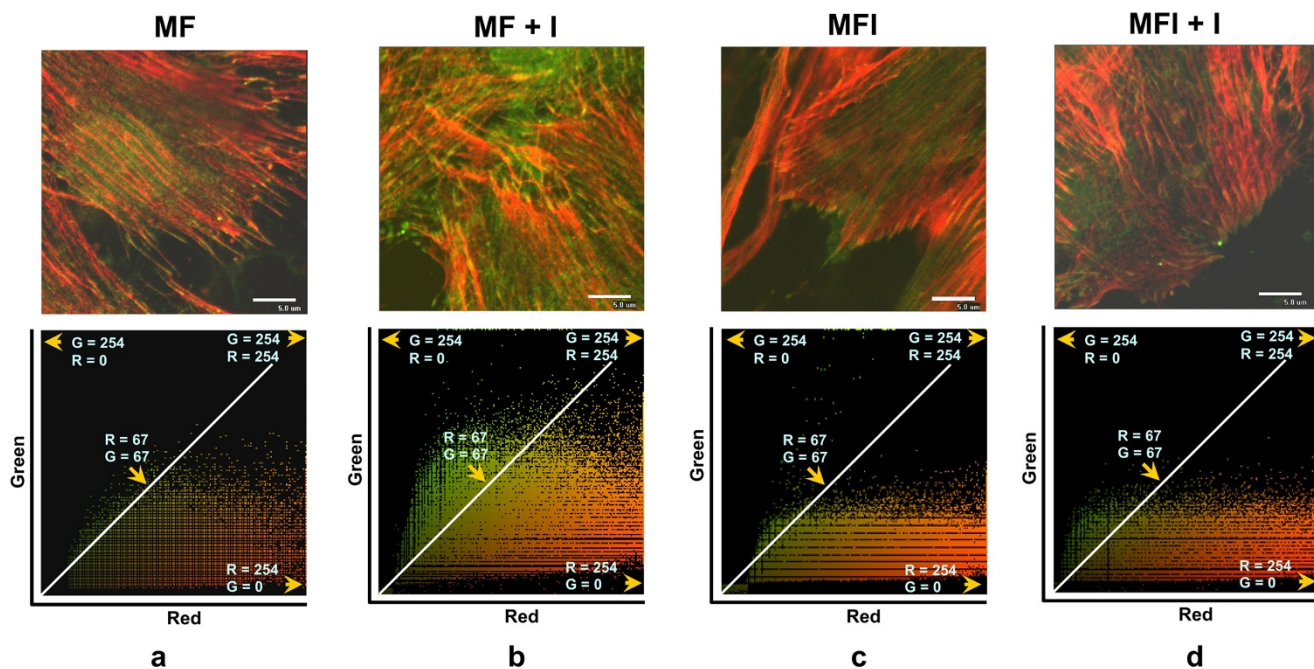 MF
MF + I
MFI
MFI + I
5.0 um
5.0 um
5.0 um
5.0 um
G = 254
R = 0
G = 254
R = 254
R = 67
G = 67
R = 254
G = 0
Green
Red
G = 254
R = 0
G = 254
R = 254
R = 67
G = 67
R = 254
G = 0
Green
Red
G = 254
R = 0
G = 254
R = 254
R = 67
G = 67
R = 254
G = 0
Green
Red
G = 254
R = 0
G = 254
R = 254
R = 67
G = 67
R = 254
G = 0
Green
Red
a
b
c
d